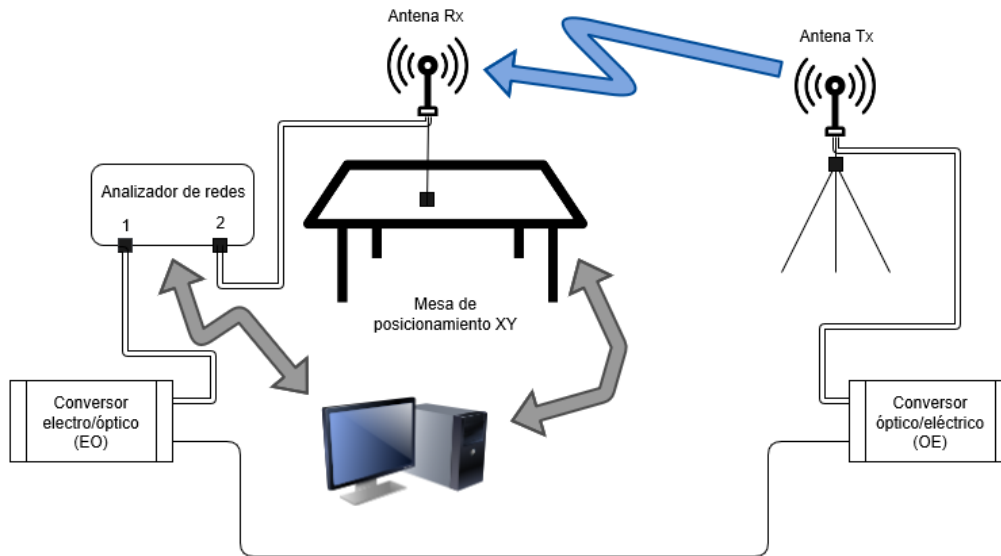 Antena Rx
Antena Tx
Analizador de redes
1
2
Mesa de
posicionamiento XY
Conversor
electro/óptico
(EO)
Conversor
óptico/eléctrico
(OE)